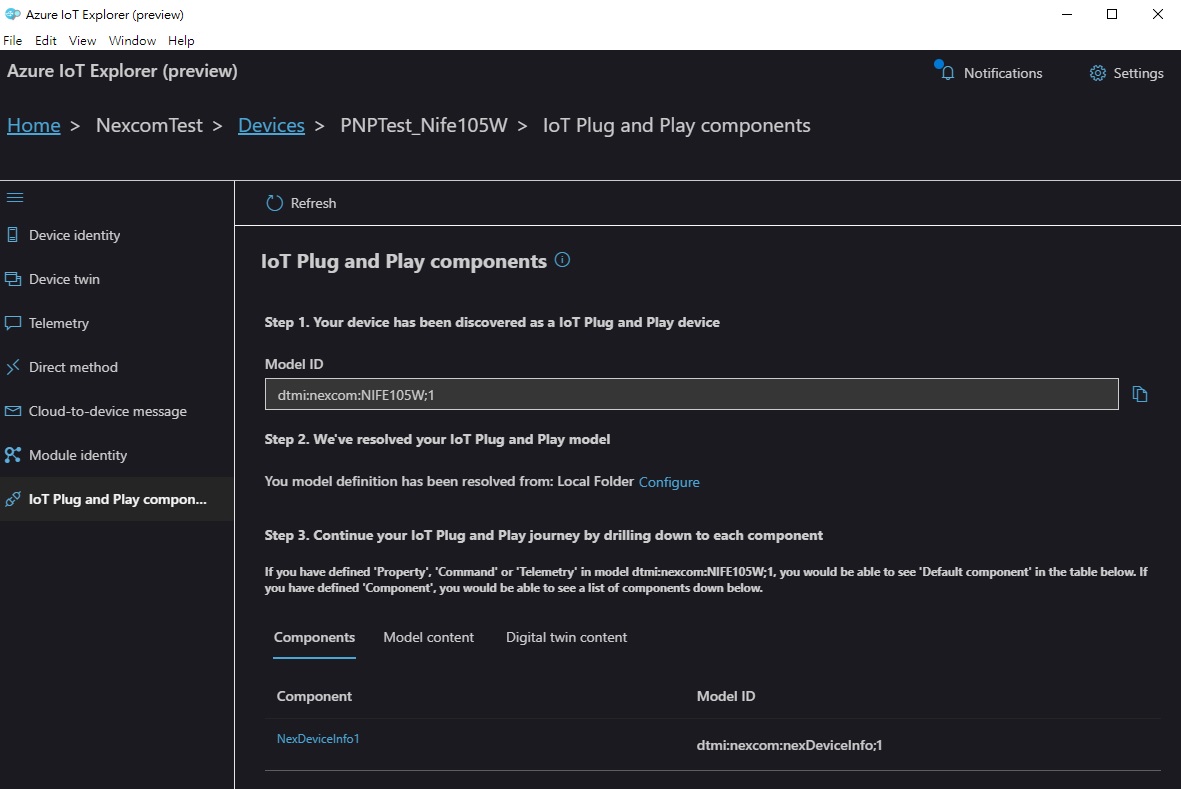 Azure IoT Explorer (preview)
File Edit View Window Help
Azure IoT Explorer (preview)
Notifications
Settings
Home > NexcomTest > Devices > PNPTest_Nife105W > IoT Plug and Play components
Device identity
Device twin
Telemetry
Direct method
Cloud-to-device message
Module identity
IoT Plug and Play compon...
Refresh
IoT Plug and Play components
Step 1. Your device has been discovered as a IoT Plug and Play device
Model ID
dtmi:nexcom:NIFE105W;1
Step 2. We've resolved your IoT Plug and Play model
You model definition has been resolved from: Local Folder Configure
Step 3. Continue your IoT Plug and Play journey by drilling down to each component
If you have defined 'Property', 'Command' or 'Telemetry' in model dtmi:nexcom:NIFE105W;1, you would be able to see 'Default component' in the table below. If
you have defined 'Component', you would be able to see a list of components down below.
Components Model content Digital twin content
Component Model ID
NexDeviceInfo1 dtmi:nexcom:nexDeviceInfo;1